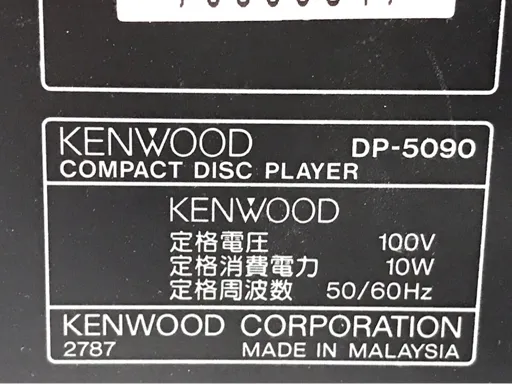 KENWOOD DP-5090
COMPACT DISC PLAYER
KENWOOD
定格電圧 100V
定格消費電力 10W
定格周波数 50/60Hz
KENWOOD CORPORATION
2787 MADE IN MALAYSIA